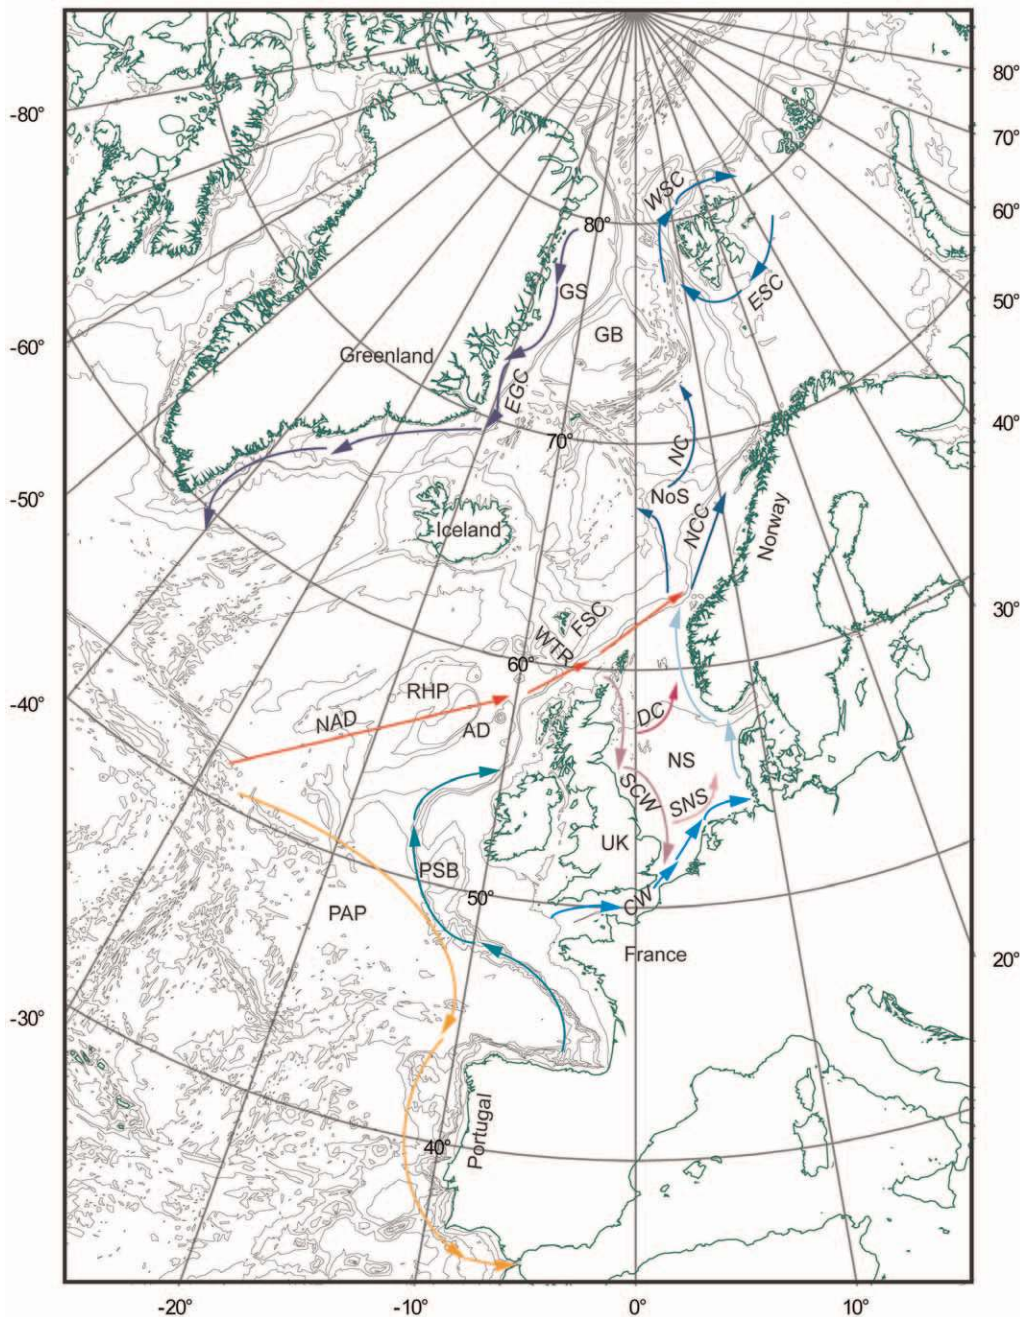 80°
-80°
70°
WSC
60°
80°
ESC
GS
50°
GB
-60°
Greenland
EGC
40°
70°
NC
-50°
NoS
Iceland
NCC
Norway
30°
FSC
WTR
60°
RHP
-40°
NAD
AD
DC
NS
SCW
SNS
UK
PSB
50°
CW
PAP
France
20°
-30°
Portugal
40°
-20°
-10°
0°
10°